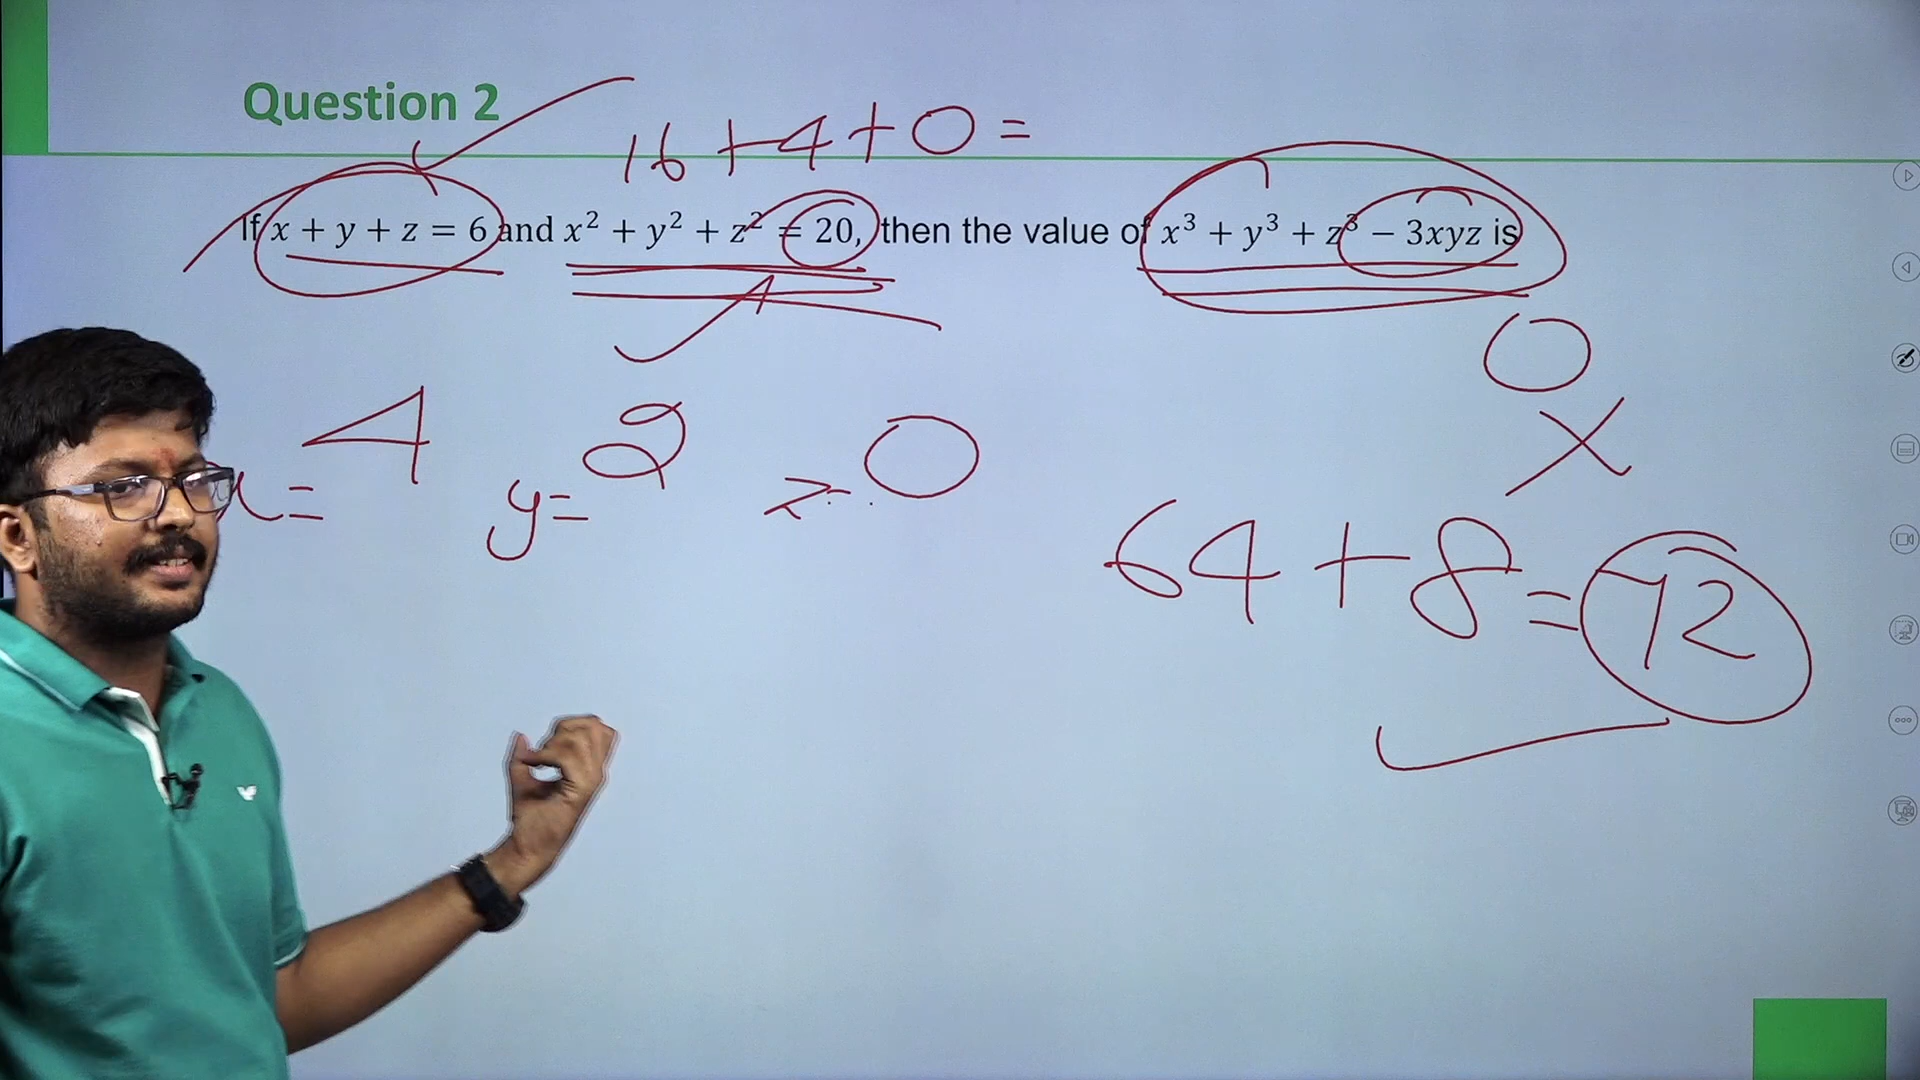 Question 2
16 + 4 + 0 =
If x + y + z = 6 and x² + y² + z² = 20, then the value of x³ + y³ + z³ − 3xyz is
0
x = 4 y = 2 z = 0
64 + 8 = 72